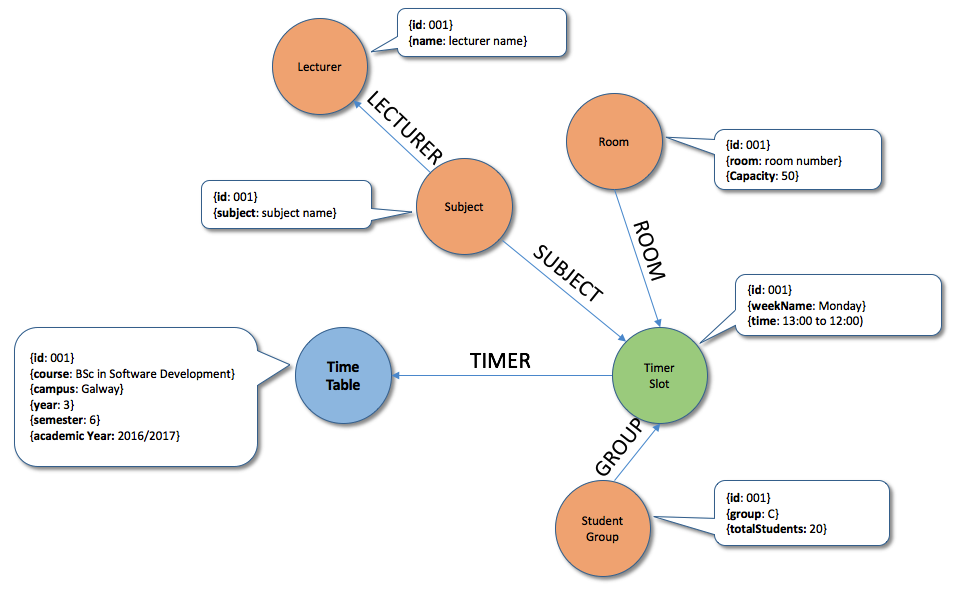 {id: 001}
{name: lecturer name}
Lecturer
LECTURER
Room
{id: 001}
{room: room number}
{Capacity: 50}
{id: 001}
{subject: subject name}
Subject
SUBJECT
ROOM
{id: 001}
{weekName: Monday}
{time: 13:00 to 12:00)
{id: 001}
{course: BSc in Software Development}
{campus: Galway}
{year: 3}
{semester: 6}
{academic Year: 2016/2017}
Time
Table
TIMER
Timer
Slot
GROUP
Student
Group
{id: 001}
{group: C}
{totalStudents: 20}